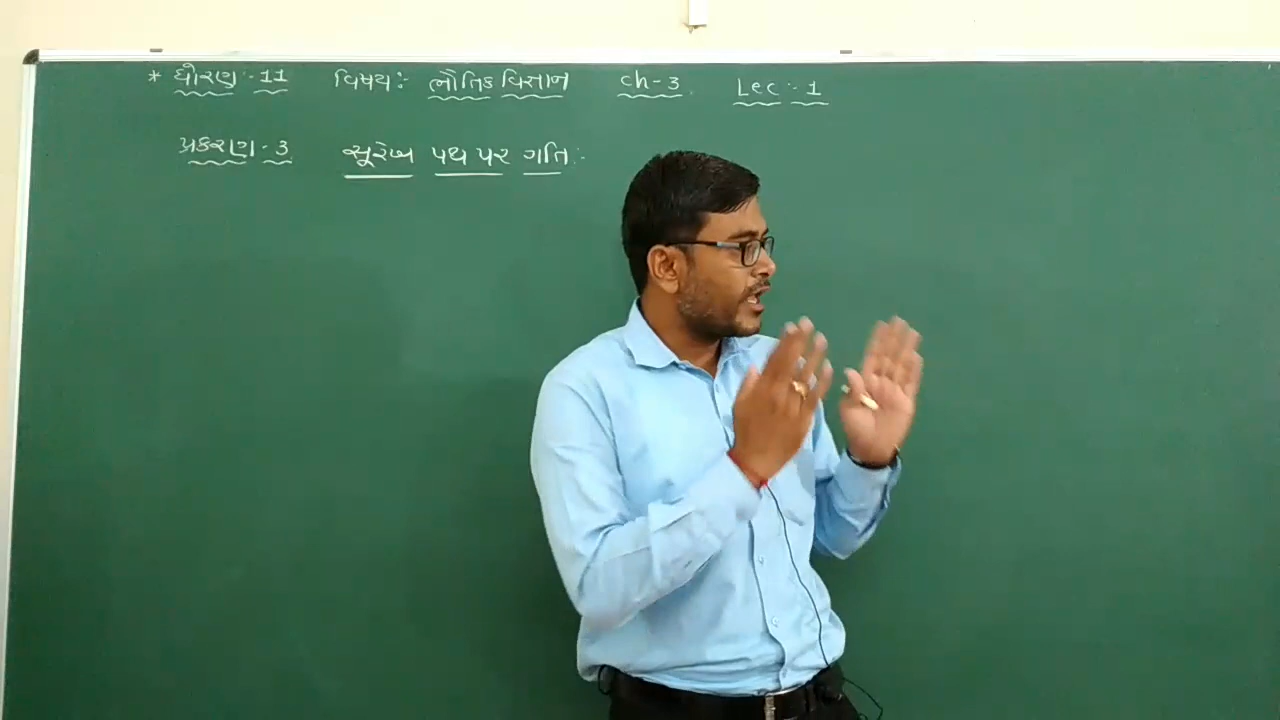 * ધોરણ :- 11 વિષય :- ભૌતિક વિજ્ઞાન ch-3 Lec :- 1
પ્રકરણ - 3 સુરેખ પથ પર ગતિ :-